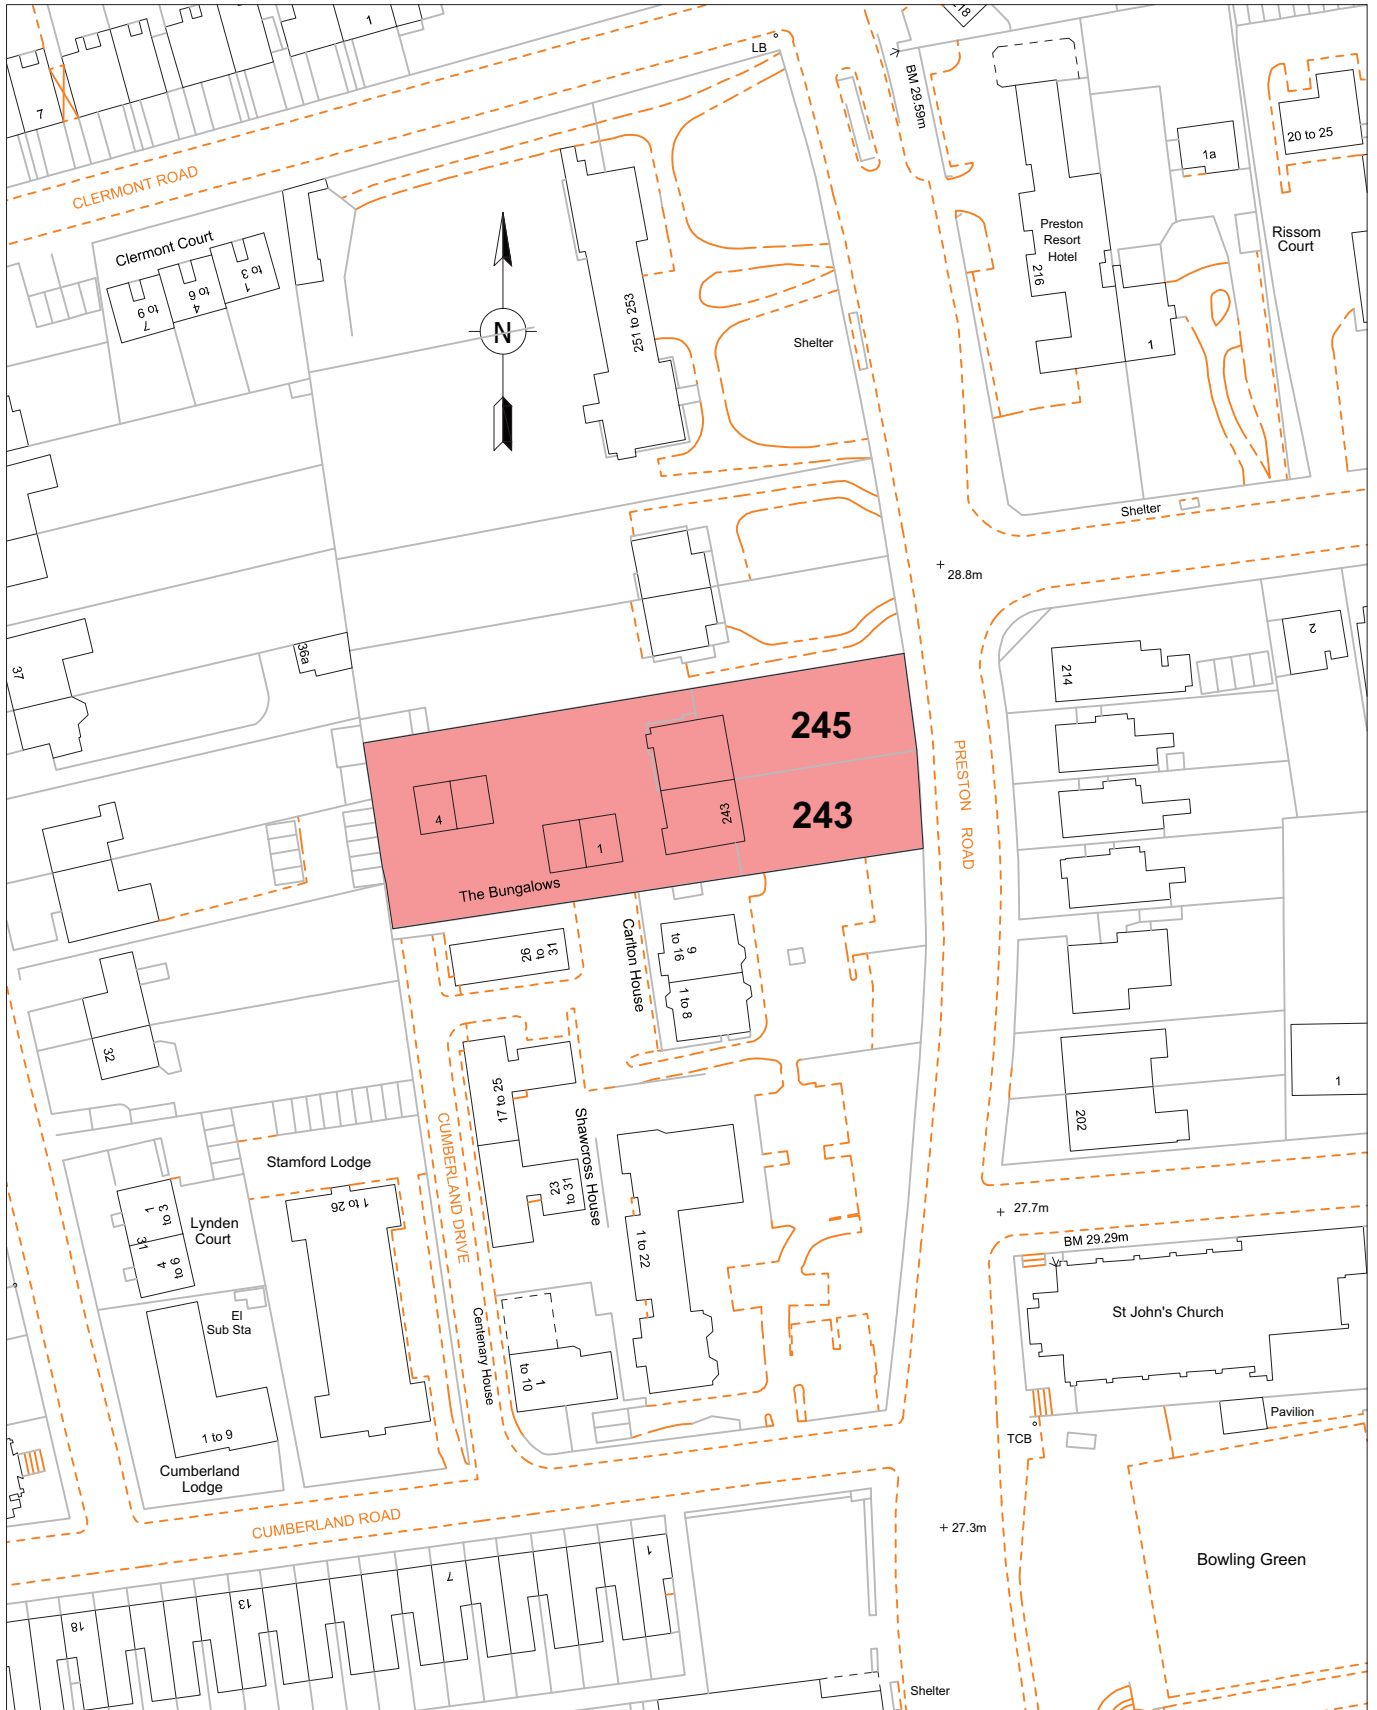 1
7
218
LB
BM 29.59m
20 to 25
1a
CLERMONT ROAD
Clermont Court
1
to 3
4
to 6
7
to 9
Preston
Resort
Hotel
216
Rissom
Court
N
251 to 253
Shelter
1
Shelter
28.8m
2
37
36a
214
245
243
243
PRESTON ROAD
4
1
The Bungalows
Carlton House
9
to 16
1 to 8
26
to
31
32
1
17 to 25
CUMBERLAND DRIVE
Shawcross House
202
Stamford Lodge
23
to 31
1 to 26
Lynden
Court
1
to 3
31
4
to 6
1 to 22
27.7m
BM 29.29m
El
Sub Sta
St John's Church
Centenary House
1
to 10
1 to 9
Cumberland
Lodge
Pavilion
TCB
CUMBERLAND ROAD
27.3m
1
7
13
18
Bowling Green
Shelter